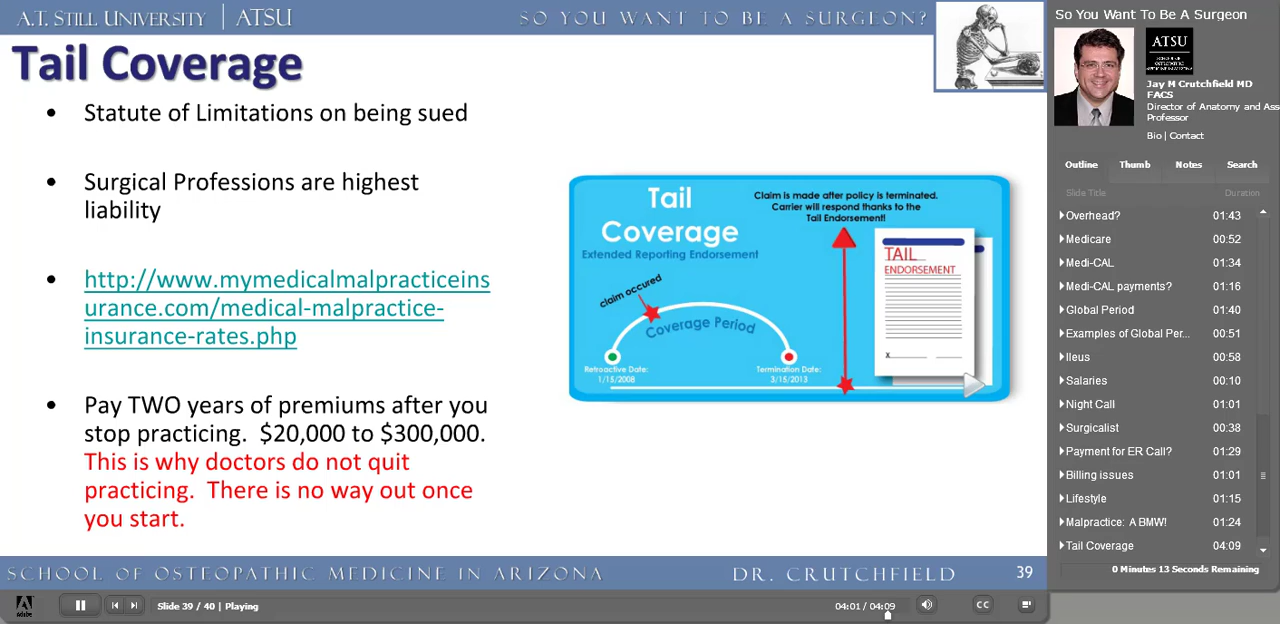 A.T. STILL UNIVERSITY | ATSU
SO YOU WANT TO BE A SURGEON?
Tail Coverage
• Statute of Limitations on being sued
• Surgical Professions are highest
liability
• http://www.mymedicalmalpracticeins
urance.com/medical-malpractice-
insurance-rates.php
• Pay TWO years of premiums after you
stop practicing. $20,000 to $300,000.
This is why doctors do not quit
practicing. There is no way out once
you start.
Tail
Coverage
Extended Reporting Endorsement
claim occured
Coverage Period
Retroactive Date:
1/15/2008
Termination Date:
3/15/2013
Claim is made after policy is terminated.
Carrier will respond thanks to the
Tail Endorsement!
TAIL
ENDORSEMENT
X
SCHOOL OF OSTEOPATHIC MEDICINE IN ARIZONA
DR. CRUTCHFIELD
39
So You Want To Be A Surgeon
ATSU
Jay M Crutchfield MD
FACS
Director of Anatomy and Ass
Professor
Bio | Contact
Outline Thumb Notes Search
Slide Title Duration
Overhead? 01:43
Medicare 00:52
Medi-CAL 01:34
Medi-CAL payments? 01:16
Global Period 01:40
Examples of Global Per... 00:51
Ileus 00:58
Salaries 00:10
Night Call 01:01
Surgicalist 00:38
Payment for ER Call? 01:29
Billing issues 01:01
Lifestyle 01:15
Malpractice: A BMW! 01:24
Tail Coverage 04:09
0 Minutes 13 Seconds Remaining
Adobe
Slide 39 / 40 | Playing
04:01 / 04:09
CC